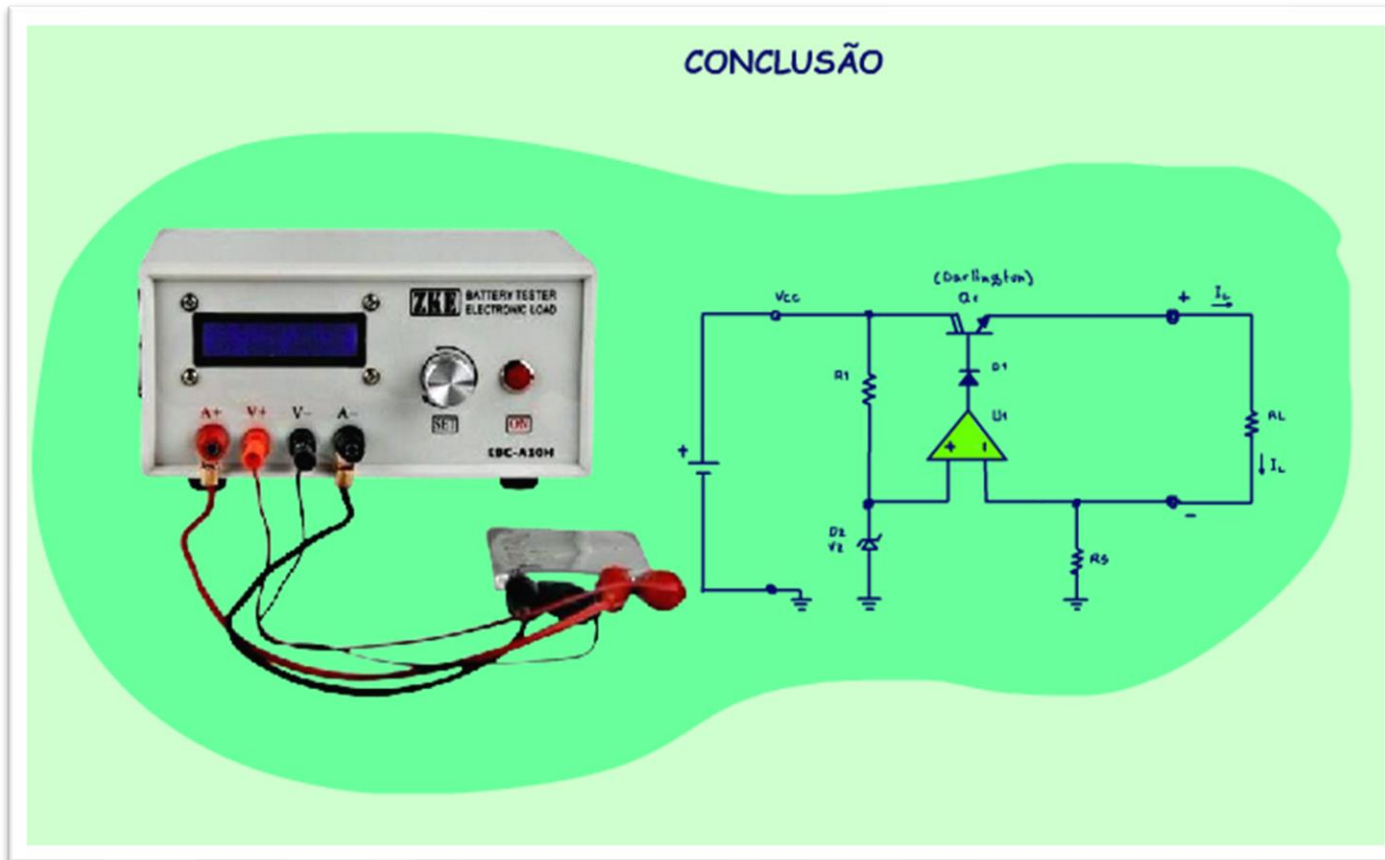 CONCLUSÃO
ZKE
BATTERY TESTER
ELECTRONIC LOAD
A+ V+ V- A-
SET
ON
EBC-A10H
(Darlington)
Q1
Vcc
+ IL
R1
D1
U1
+ -
RL
IL
+
-
D2
Vz
RS